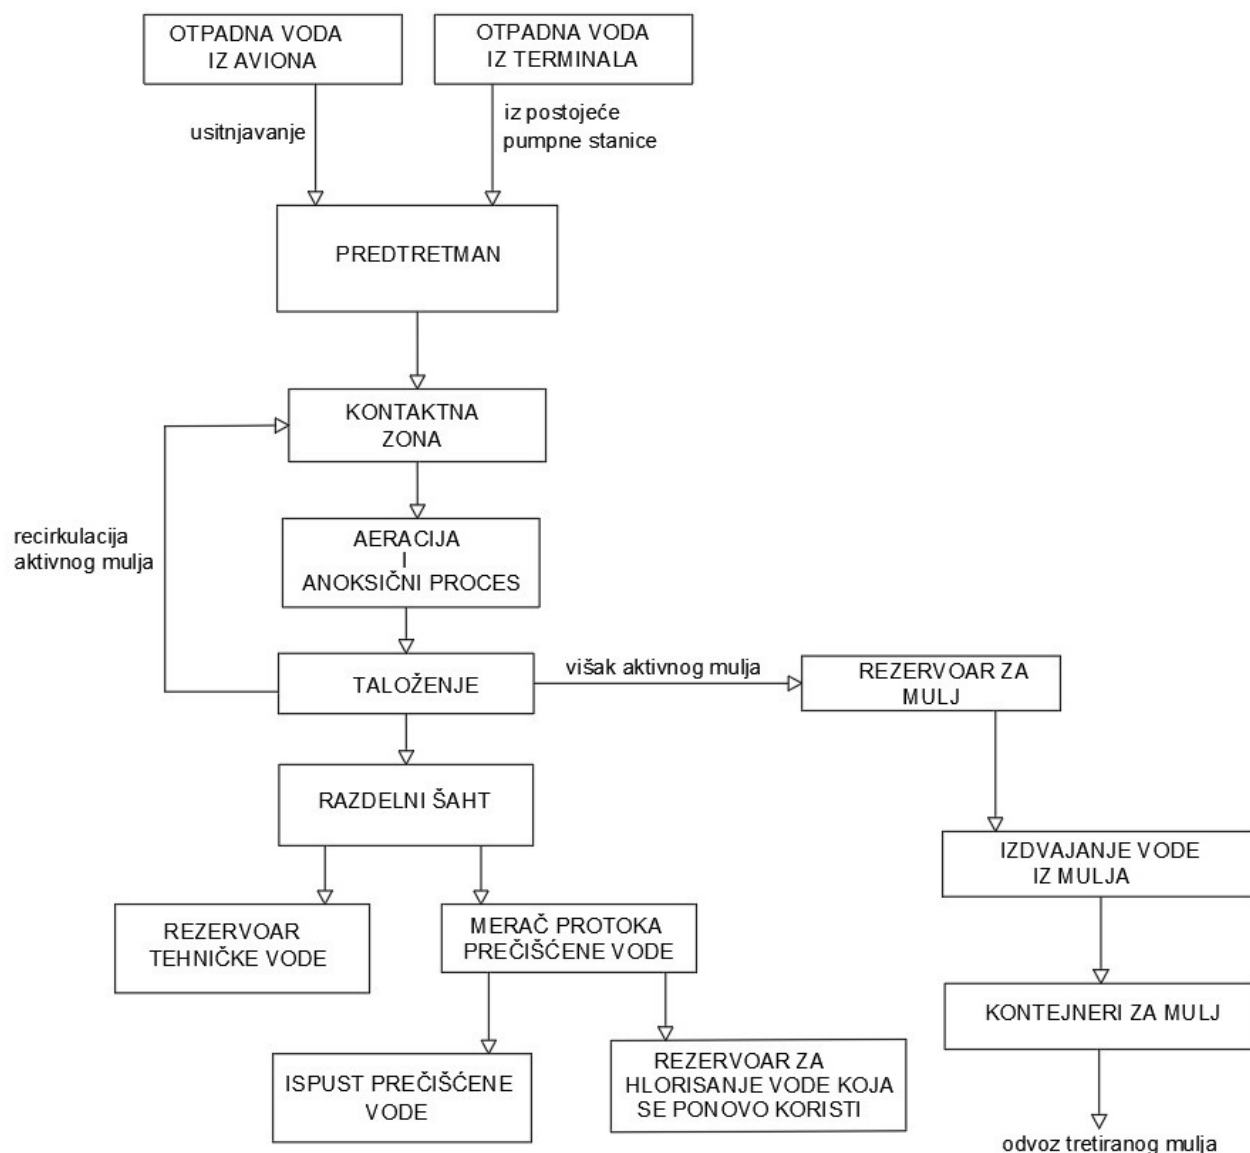 OTPADNA VODA
IZ AVIONA
OTPADNA VODA
IZ TERMINALA
usitnjavanje
iz postojeće
pumpne stanice
PREDTRETMAN
KONTAKTNA
ZONA
recirkulacija
aktivnog mulja
AERACIJA
I
ANOKSIČNI PROCES
TALOŽENJE
višak aktivnog mulja
REZERVOAR ZA
MULJ
RAZDELNI ŠAHT
IZDVAJANJE VODE
IZ MULJA
REZERVOAR
TEHNIČKE VODE
MERAČ PROTOKA
PREČIŠĆENE VODE
KONTEJNERI ZA MULJ
ISPUST PREČIŠĆENE
VODE
REZERVOAR ZA
HLORISANJE VODE KOJA
SE PONOVO KORISTI
odvoz tretiranog mulja